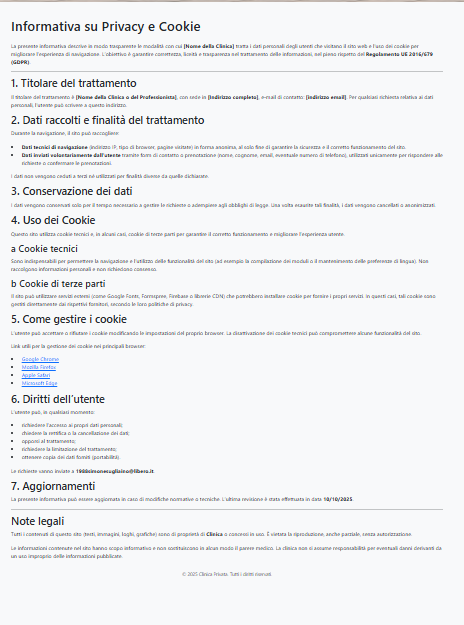 Informativa su Privacy e Cookie
La presente informativa descrive in modo trasparente le modalità con cui [Nome della Clinica] tratta i dati personali degli utenti che visitano il sito web e l'uso dei cookie per
migliorare l'esperienza di navigazione. L'obiettivo è garantire correttezza, liceità e trasparenza nel trattamento delle informazioni, nel pieno rispetto del Regolamento UE 2016/679
(GDPR).
1. Titolare del trattamento
Il titolare del trattamento è [Nome della Clinica o del Professionista], con sede in [Indirizzo completo], e-mail di contatto: [indirizzo email]. Per qualsiasi richiesta relativa ai dati
personali, l'utente può scrivere a questo indirizzo.
2. Dati raccolti e finalità del trattamento
Durante la navigazione, il sito può raccogliere:
• Dati tecnici di navigazione (indirizzo IP, tipo di browser, pagine visitate) in forma anonima, al solo fine di garantire la sicurezza e il corretto funzionamento del sito.
• Dati inviati volontariamente dall'utente tramite form di contatto o prenotazione (nome, cognome, email, eventuale numero di telefono), utilizzati unicamente per rispondere alle
richieste o confermare le prenotazioni.
I dati non vengono ceduti a terzi né utilizzati per finalità diverse da quelle dichiarate.
3. Conservazione dei dati
I dati vengono conservati solo per il tempo necessario a gestire le richieste o adempiere agli obblighi di legge. Una volta esaurite tali finalità, i dati vengono cancellati o anonimizzati.
4. Uso dei Cookie
Questo sito utilizza cookie tecnici e, in alcuni casi, cookie di terze parti per garantire il corretto funzionamento e migliorare l'esperienza utente.
a Cookie tecnici
Sono indispensabili per permettere la navigazione e l'utilizzo delle funzionalità del sito (ad esempio la compilazione dei moduli o il mantenimento delle preferenze di lingua). Non
raccolgono informazioni personali e non richiedono consenso.
b Cookie di terze parti
Il sito può utilizzare servizi esterni (come Google Fonts, Formspree, Firebase o librerie CDN) che potrebbero installare cookie per fornire i propri servizi. In questi casi, tali cookie sono
gestiti direttamente dai rispettivi fornitori, secondo le loro politiche di privacy.
5. Come gestire i cookie
L'utente può accettare o rifiutare i cookie modificando le impostazioni del proprio browser. La disattivazione dei cookie tecnici può compromettere alcune funzionalità del sito.
Link utili per la gestione dei cookie nei principali browser:
• Google Chrome
• Mozilla Firefox
• Apple Safari
• Microsoft Edge
6. Diritti dell'utente
L'utente può, in qualsiasi momento:
• richiedere l'accesso ai propri dati personali;
• chiedere la rettifica o la cancellazione dei dati;
• opporsi al trattamento;
• richiedere la limitazione del trattamento;
• ottenere copia dei dati forniti (portabilità).
Le richieste vanno inviate a 1988simonesugliaino@libero.it
7. Aggiornamenti
La presente informativa può essere aggiornata in caso di modifiche normative o tecniche. L'ultima revisione è stata effettuata in data 10/10/2025.
Note legali
Tutti i contenuti di questo sito (testi, immagini, loghi, grafiche) sono di proprietà di Clinica o concessi in uso. È vietata la riproduzione, anche parziale, senza autorizzazione.
Le informazioni contenute nel sito hanno scopo informativo e non sostituiscono in alcun modo il parere medico. La clinica non si assume responsabilità per eventuali danni derivanti da
un uso improprio delle informazioni pubblicate.
© 2025 Clinica Privata. Tutti i diritti riservati.